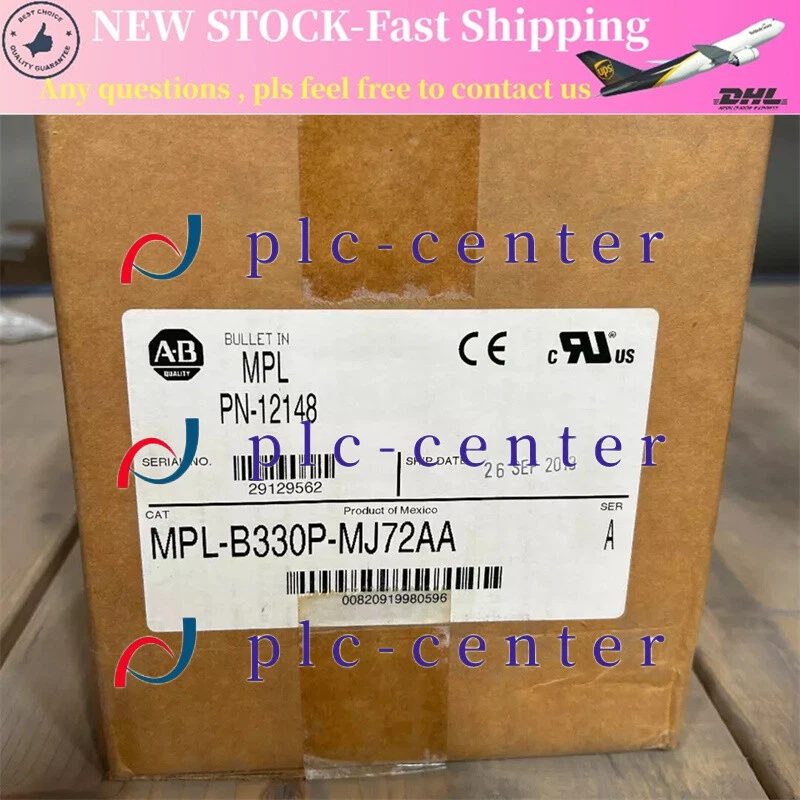 BEST CHOICE
QUALITY GUARANTEE
NEW STOCK-Fast Shipping
Any questions , pls feel free to contact us
ups
DHL
plc-center
A-B
QUALITY
BULLETIN
MPL
PN-12148
CE
c RU US
plc-center
SERIAL NO.
29129562
SHIP DATE
26 SEP 2019
CAT
Product of Mexico
SER
MPL-B330P-MJ72AA
A
00820919980596
plc-center